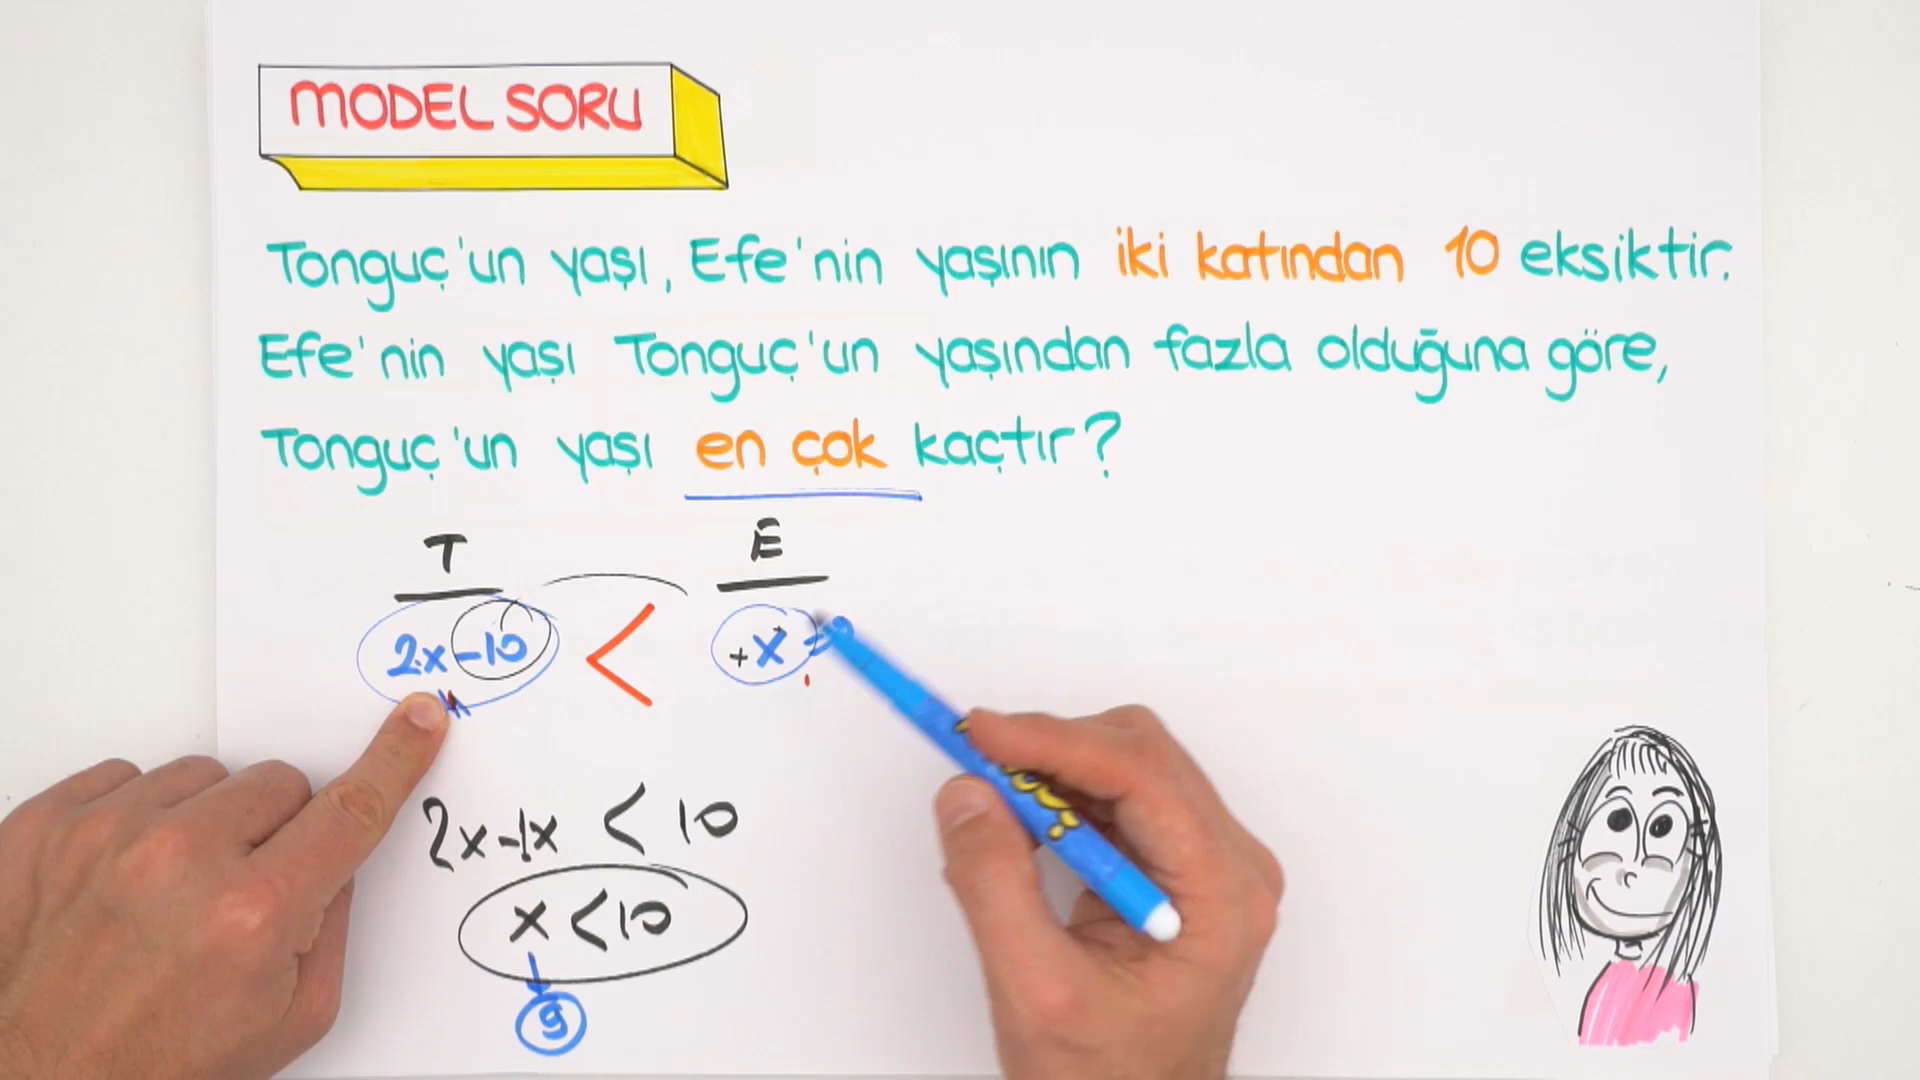 MODEL SORU
Tonguç'un yaşı, Efe'nin yaşının iki katından 10 eksiktir.
Efe'nin yaşı Tonguç'un yaşından fazla olduğuna göre,
Tonguç'un yaşı en çok kaçtır?
T E
2x-10 < +x =
2x-1x < 10
x < 10
9